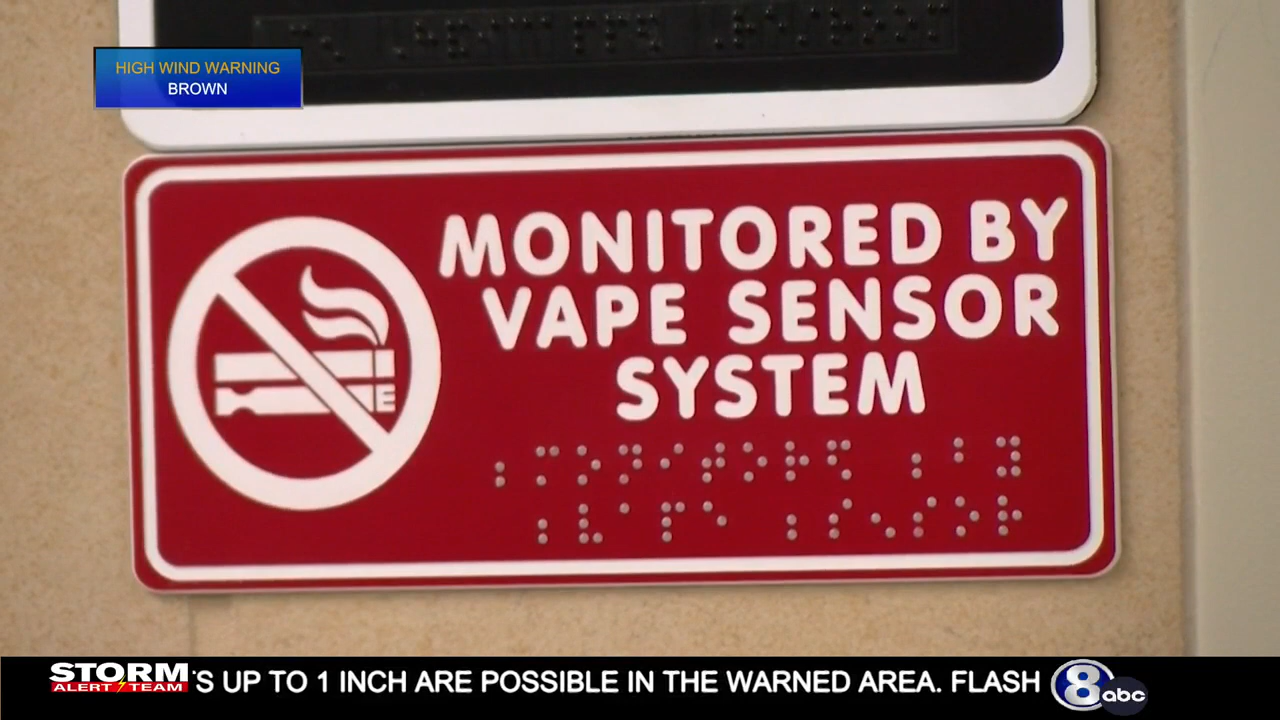 HIGH WIND WARNING
BROWN
MONITORED BY
VAPE SENSOR
SYSTEM
E
STORM
ALERT TEAM
'S UP TO 1 INCH ARE POSSIBLE IN THE WARNED AREA. FLASH
8 abc